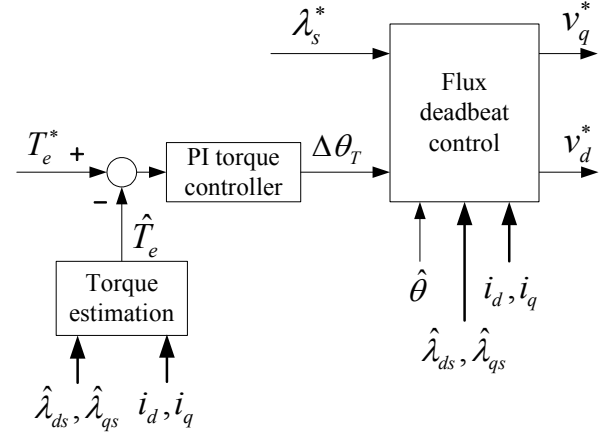 λ_s^*
v_q^*
Flux
deadbeat
control
T_e^* +
PI torque
controller
Δθ_T
v_d^*
−
T̂_e
Torque
estimation
θ̂
i_d, i_q
λ̂_ds, λ̂_qs
λ̂_ds, λ̂_qs
i_d, i_q